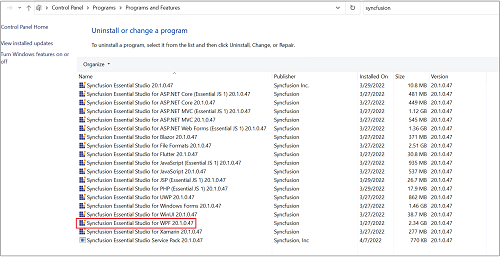 Control Panel > Programs > Programs and Features
syncfusion
Control Panel Home
View installed updates
Turn Windows features on or off
Uninstall or change a program
To uninstall a program, select it from the list and then click Uninstall, Change, or Repair.
Organize
Name Publisher Installed On Size Version
Syncfusion Essential Studio 20.1.0.47 Syncfusion Inc. 3/29/2022 10.8 MB 20.1.0.47
Syncfusion Essential Studio for ASP.NET Core (Essential JS 1) 20.1.0.47 Syncfusion 3/27/2022 481 MB 20.1.0.47
Syncfusion Essential Studio for ASP.NET Core 20.1.0.47 Syncfusion 3/27/2022 449 MB 20.1.0.47
Syncfusion Essential Studio for ASP.NET MVC (Essential JS 1) 20.1.0.47 Syncfusion 3/27/2022 1.12 GB 20.1.0.47
Syncfusion Essential Studio for ASP.NET MVC 20.1.0.47 Syncfusion 3/27/2022 545 MB 20.1.0.47
Syncfusion Essential Studio for ASP.NET Web Forms (Essential JS 1) 20.1.0.47 Syncfusion 3/27/2022 1.36 GB 20.1.0.47
Syncfusion Essential Studio for Blazor 20.1.0.47 Syncfusion 3/27/2022 371 MB 20.1.0.47
Syncfusion Essential Studio for File Formats 20.1.0.47 Syncfusion 3/27/2022 2.51 GB 20.1.0.47
Syncfusion Essential Studio for Flutter 20.1.0.47 Syncfusion 3/27/2022 30.8 MB 20.1.0.47
Syncfusion Essential Studio for JavaScript (Essential JS 1) 20.1.0.47 Syncfusion 3/27/2022 935 MB 20.1.0.47
Syncfusion Essential Studio for JavaScript 20.1.0.47 Syncfusion 3/27/2022 537 MB 20.1.0.47
Syncfusion Essential Studio for JSP (Essential JS 1) 20.1.0.47 Syncfusion 3/29/2022 26.7 MB 20.1.0.47
Syncfusion Essential Studio for PHP (Essential JS 1) 20.1.0.47 Syncfusion 3/29/2022 17.9 MB 20.1.0.47
Syncfusion Essential Studio for UWP 20.1.0.47 Syncfusion 3/27/2022 862 MB 20.1.0.47
Syncfusion Essential Studio for Windows Forms 20.1.0.47 Syncfusion 3/27/2022 1.46 GB 20.1.0.47
Syncfusion Essential Studio for WinUI 20.1.0.47 Syncfusion 3/27/2022 38.7 MB 20.1.0.47
Syncfusion Essential Studio for WPF 20.1.0.47 Syncfusion 3/27/2022 2.34 GB 20.1.0.47
Syncfusion Essential Studio for Xamarin 20.1.0.47 Syncfusion 3/27/2022 277 MB 20.1.0.47
Syncfusion Essential Studio Service Pack 20.1.0.47 Syncfusion Inc. 4/7/2022 770 KB 20.1.0.47